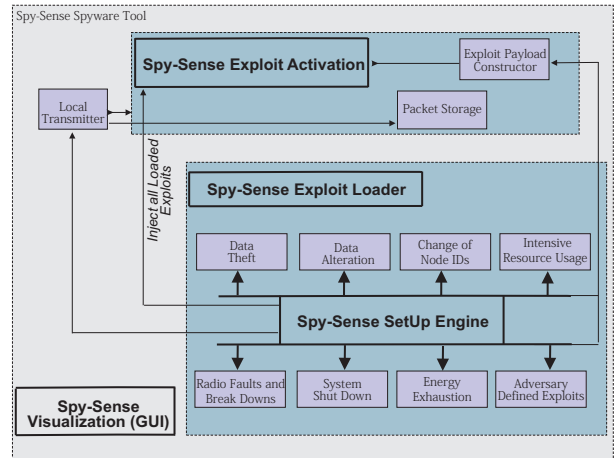 Spy-Sense Spyware Tool
Spy-Sense Exploit Activation
Exploit Payload
Constructor
Local
Transmitter
Packet Storage
Inject all Loaded
Exploits
Spy-Sense Exploit Loader
Data
Theft
Data
Alteration
Change of
Node IDs
Intensive
Resource Usage
Spy-Sense SetUp Engine
Radio Faults and
Break Downs
System
Shut Down
Energy
Exhaustion
Adversary
Defined Exploits
Spy-Sense
Visualization (GUI)